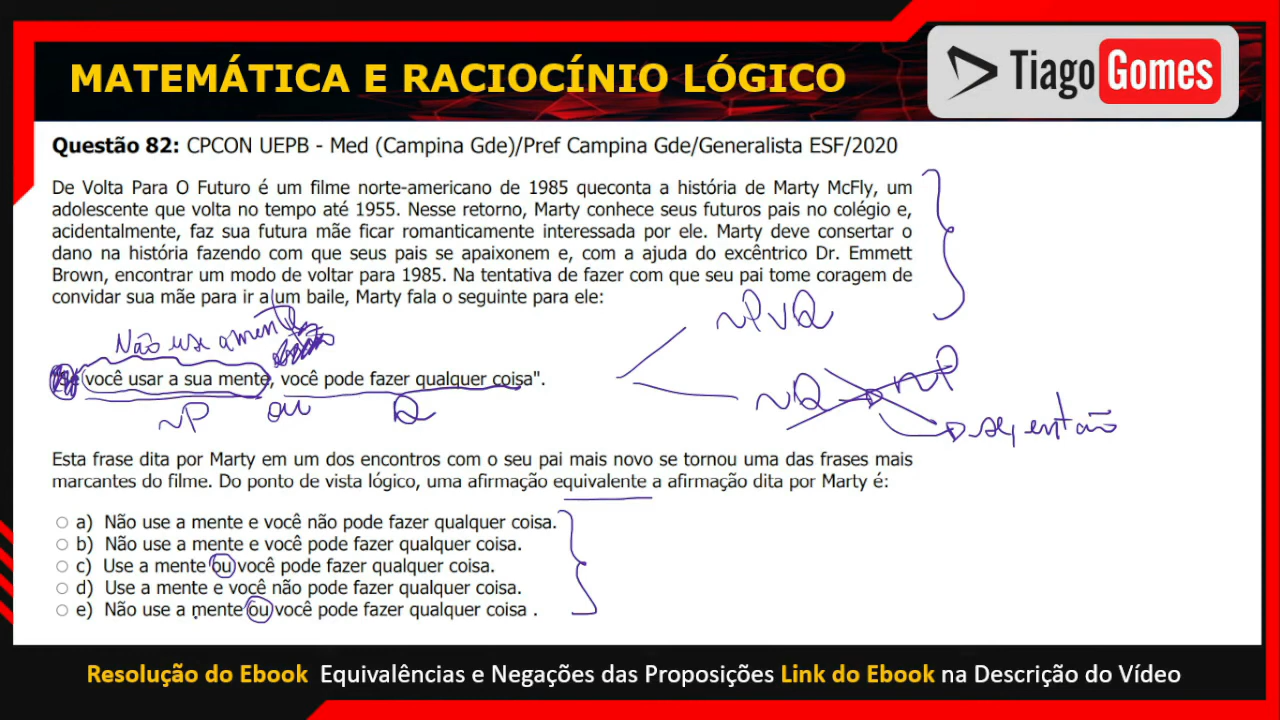 MATEMÁTICA E RACIOCÍNIO LÓGICO
Tiago Gomes
Questão 82: CPCON UEPB - Med (Campina Gde)/Pref Campina Gde/Generalista ESF/2020
De Volta Para O Futuro é um filme norte-americano de 1985 queconta a história de Marty McFly, um
adolescente que volta no tempo até 1955. Nesse retorno, Marty conhece seus futuros pais no colégio e,
acidentalmente, faz sua futura mãe ficar romanticamente interessada por ele. Marty deve consertar o
dano na história fazendo com que seus pais se apaixonem e, com a ajuda do excêntrico Dr. Emmett
Brown, encontrar um modo de voltar para 1985. Na tentativa de fazer com que seu pai tome coragem de
convidar sua mãe para ir a um baile, Marty fala o seguinte para ele:
~P v Q
Não use a mente
você usar a sua mente, você pode fazer qualquer coisa".
~Q → ~P
~P ou Q
se, então
Esta frase dita por Marty em um dos encontros com o seu pai mais novo se tornou uma das frases mais
marcantes do filme. Do ponto de vista lógico, uma afirmação equivalente a afirmação dita por Marty é:
a) Não use a mente e você não pode fazer qualquer coisa.
b) Não use a mente e você pode fazer qualquer coisa.
c) Use a mente ou você pode fazer qualquer coisa.
d) Use a mente e você não pode fazer qualquer coisa.
e) Não use a mente ou você pode fazer qualquer coisa .
Resolução do Ebook Equivalências e Negações das Proposições Link do Ebook na Descrição do Vídeo